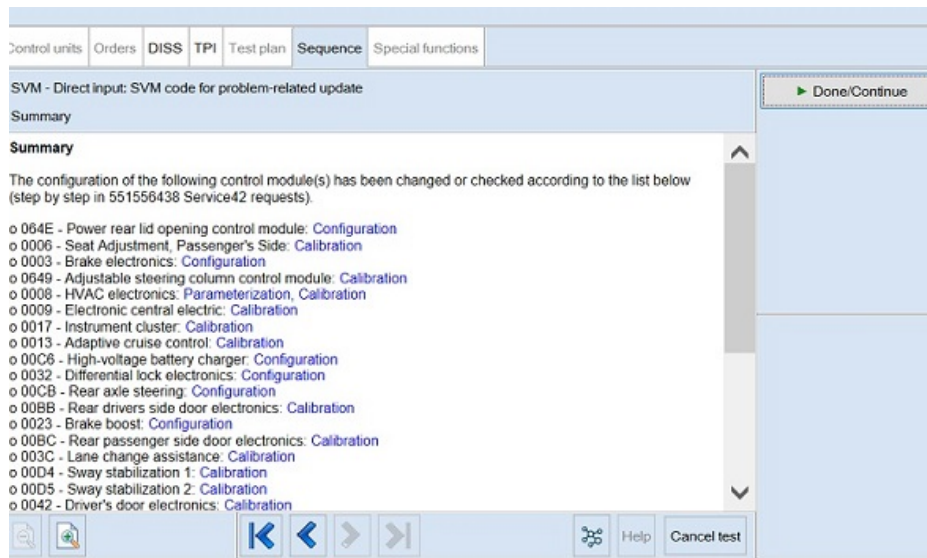 Control units Orders DISS TPI Test plan Sequence Special functions
SVM - Direct input: SVM code for problem-related update
Done/Continue
Summary
Summary
The configuration of the following control module(s) has been changed or checked according to the list below
(step by step in 551556438 Service42 requests).
o 064E - Power rear lid opening control module: Configuration
o 0006 - Seat Adjustment, Passenger's Side: Calibration
o 0003 - Brake electronics: Configuration
o 0649 - Adjustable steering column control module: Calibration
o 0008 - HVAC electronics: Parameterization, Calibration
o 0009 - Electronic central electric: Calibration
o 0017 - Instrument cluster: Calibration
o 0013 - Adaptive cruise control: Calibration
o 00C6 - High-voltage battery charger: Configuration
o 0032 - Differential lock electronics: Configuration
o 00CB - Rear axle steering: Configuration
o 00BB - Rear drivers side door electronics: Calibration
o 0023 - Brake boost: Configuration
o 00BC - Rear passenger side door electronics: Calibration
o 003C - Lane change assistance: Calibration
o 00D4 - Sway stabilization 1: Calibration
o 00D5 - Sway stabilization 2: Calibration
o 0042 - Driver's door electronics: Calibration
Help Cancel test